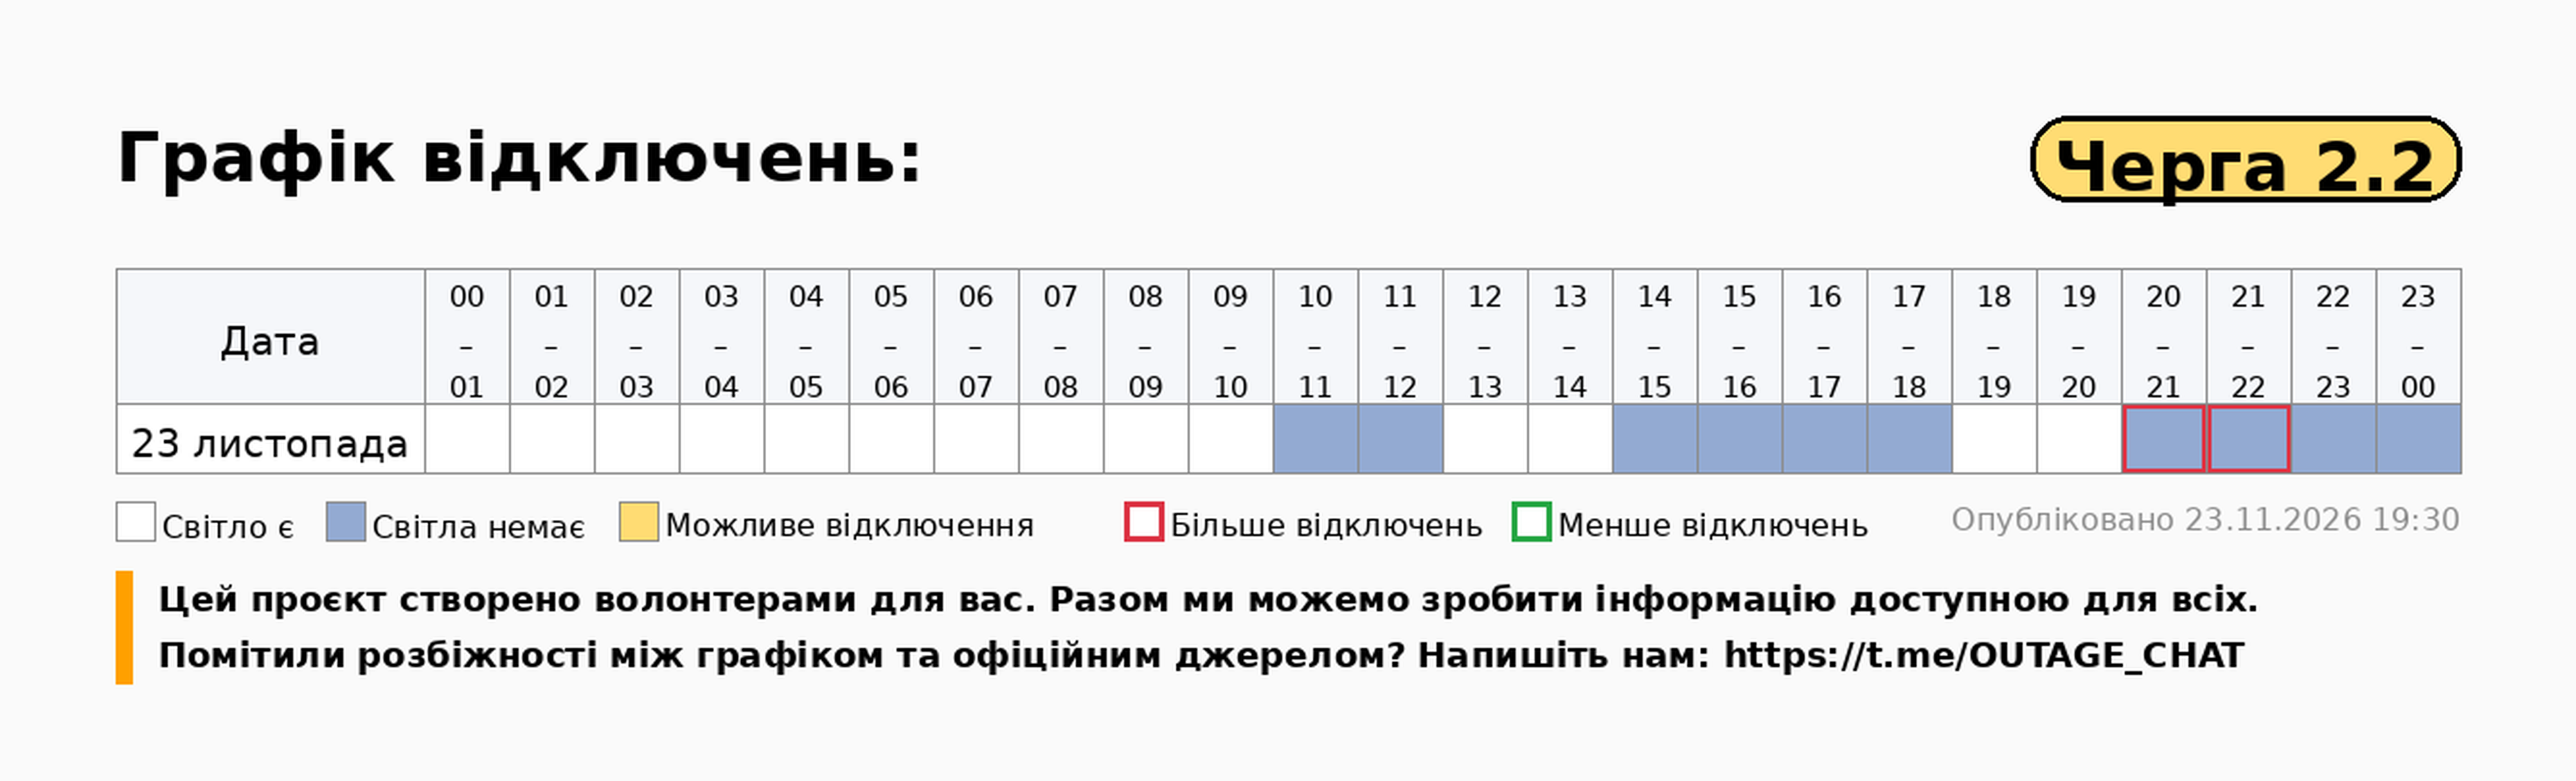 Графік відключень:
Черга 2.2
Дата
00 – 01
01 – 02
02 – 03
03 – 04
04 – 05
05 – 06
06 – 07
07 – 08
08 – 09
09 – 10
10 – 11
11 – 12
12 – 13
13 – 14
14 – 15
15 – 16
16 – 17
17 – 18
18 – 19
19 – 20
20 – 21
21 – 22
22 – 23
23 – 00
23 листопада
Світло є
Світла немає
Можливе відключення
Більше відключень
Менше відключень
Опубліковано 23.11.2026 19:30
Цей проєкт створено волонтерами для вас. Разом ми можемо зробити інформацію доступною для всіх.
Помітили розбіжності між графіком та офіційним джерелом? Напишіть нам: https://t.me/OUTAGE_CHAT